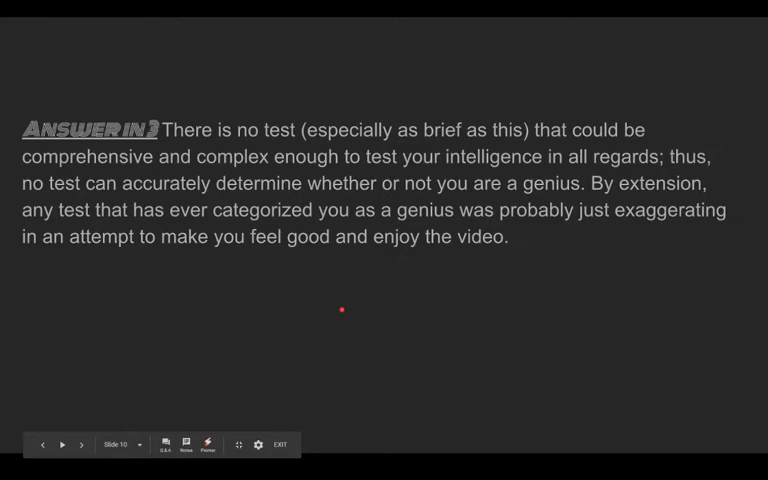 ANSWER IN 3 There is no test (especially as brief as this) that could be
comprehensive and complex enough to test your intelligence in all regards; thus,
no test can accurately determine whether or not you are a genius. By extension,
any test that has ever categorized you as a genius was probably just exaggerating
in an attempt to make you feel good and enjoy the video.
Slide 10 Q&A Notes Pointer EXIT